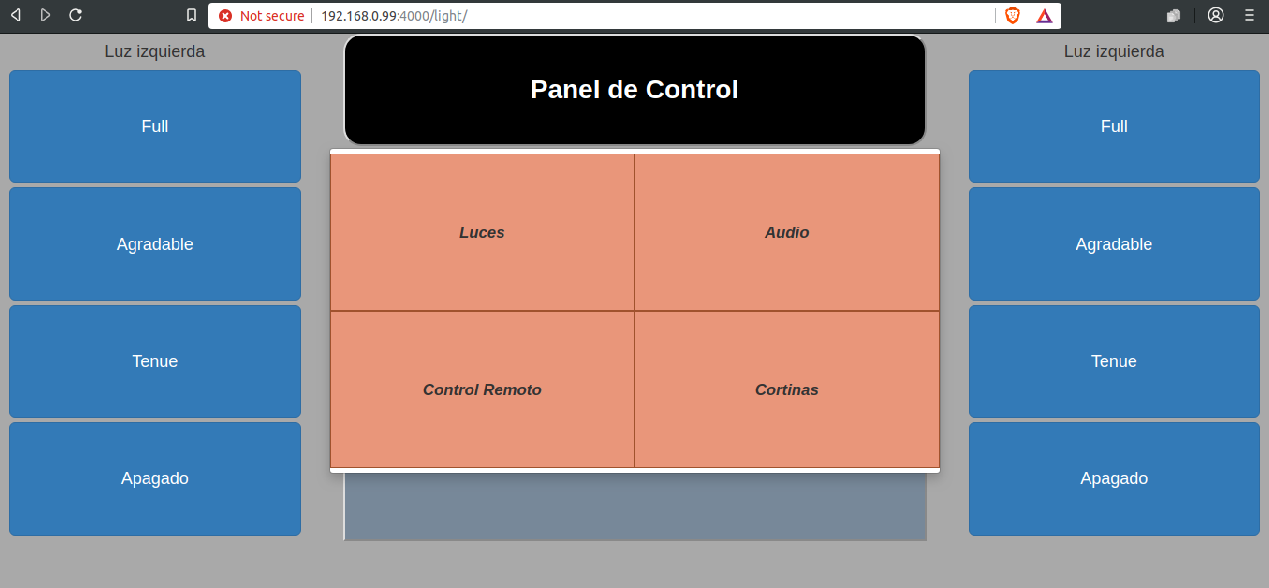 Not secure
192.168.0.99:4000/light/
Luz izquierda
Full
Agradable
Tenue
Apagado
Panel de Control
Luces
Audio
Control Remoto
Cortinas
Luz izquierda
Full
Agradable
Tenue
Apagado